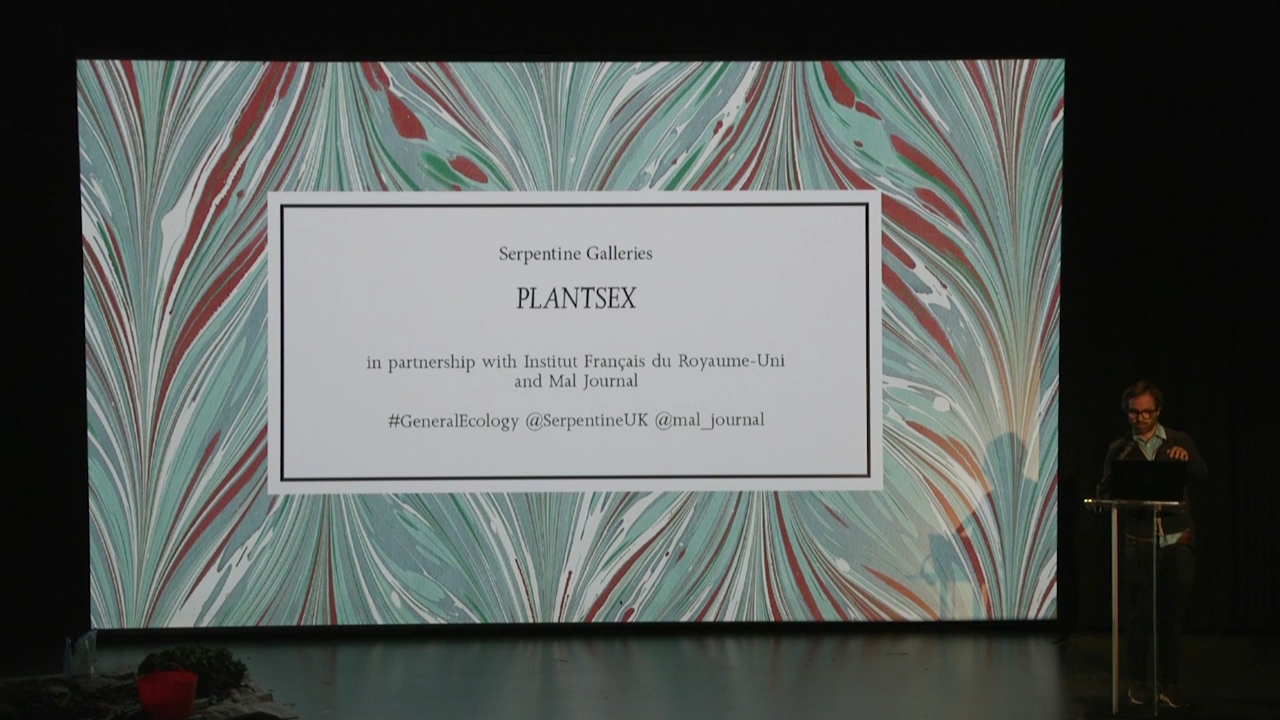 Serpentine Galleries
PLANTSEX
in partnership with Institut Français du Royaume-Uni
and Mal Journal
#GeneralEcology @SerpentineUK @mal_journal